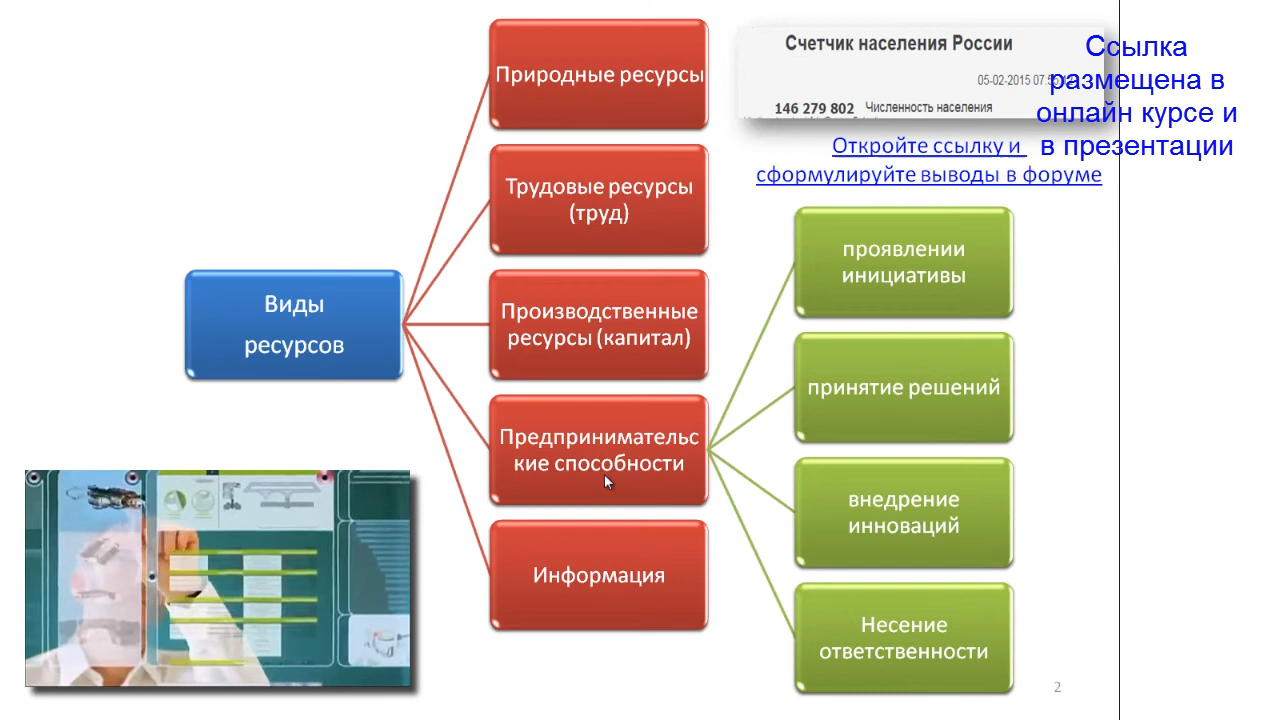 Виды
ресурсов
Природные ресурсы
Трудовые ресурсы
(труд)
Производственные
ресурсы (капитал)
Предпринимательс
кие способности
Информация
проявлении
инициативы
принятие решений
внедрение
инноваций
Несение
ответственности
Счетчик населения России
05-02-2015
146 279 802 Численность населения
Откройте ссылку и
сформулируйте выводы в форуме
Ссылка
размещена в
онлайн курсе и
в презентации
2